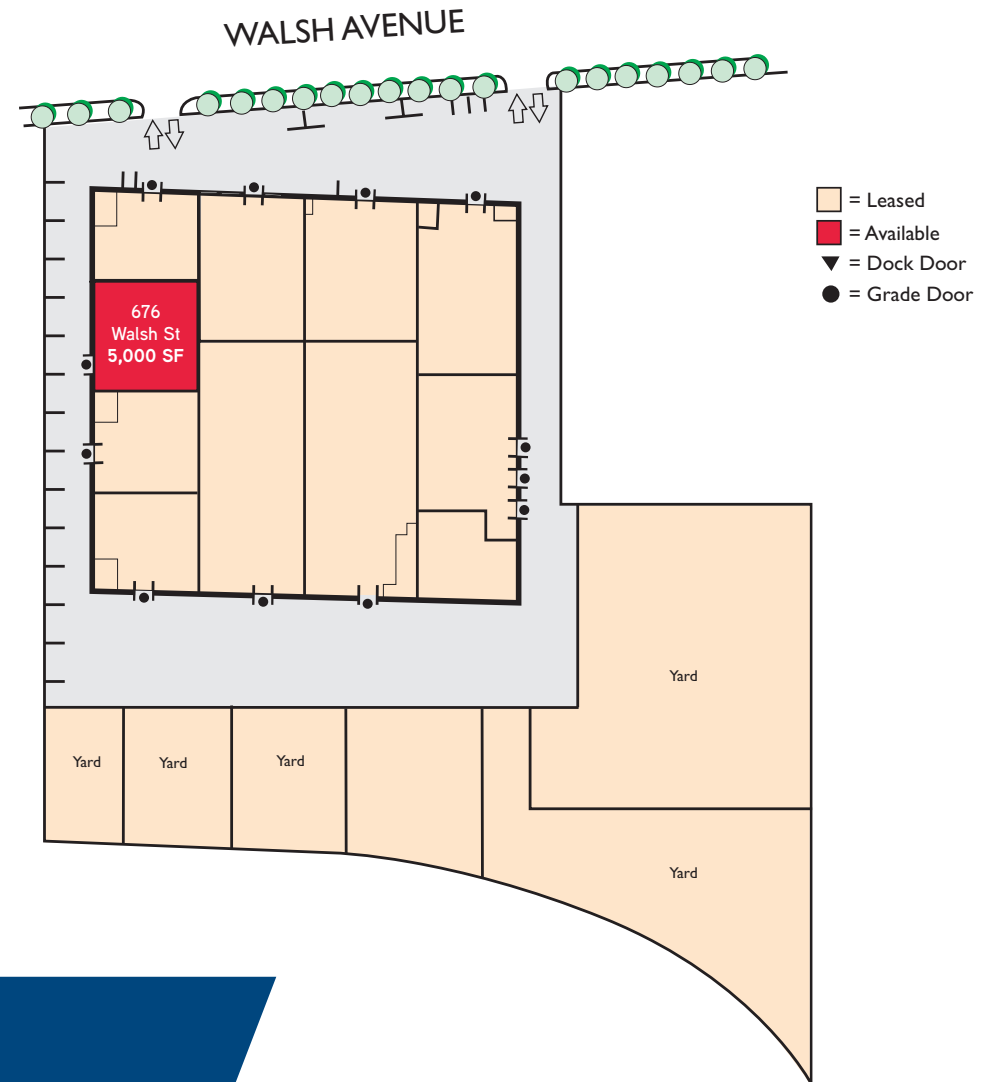 WALSH AVENUE
= Leased
= Available
= Dock Door
= Grade Door
676
Walsh St
5,000 SF
Yard
Yard
Yard
Yard
Yard